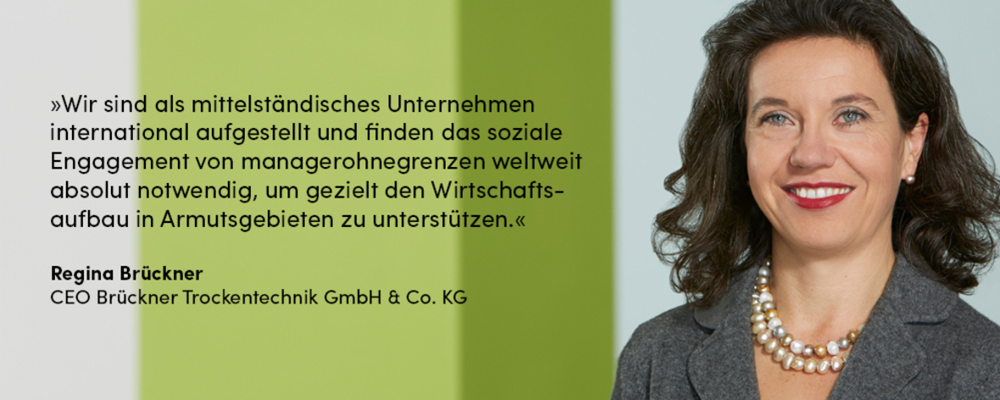 »Wir sind als mittelständisches Unternehmen
international aufgestellt und finden das soziale
Engagement von managerohnegrenzen weltweit
absolut notwendig, um gezielt den Wirtschafts-
aufbau in Armutsgebieten zu unterstützen.«
Regina Brückner
CEO Brückner Trockentechnik GmbH & Co. KG